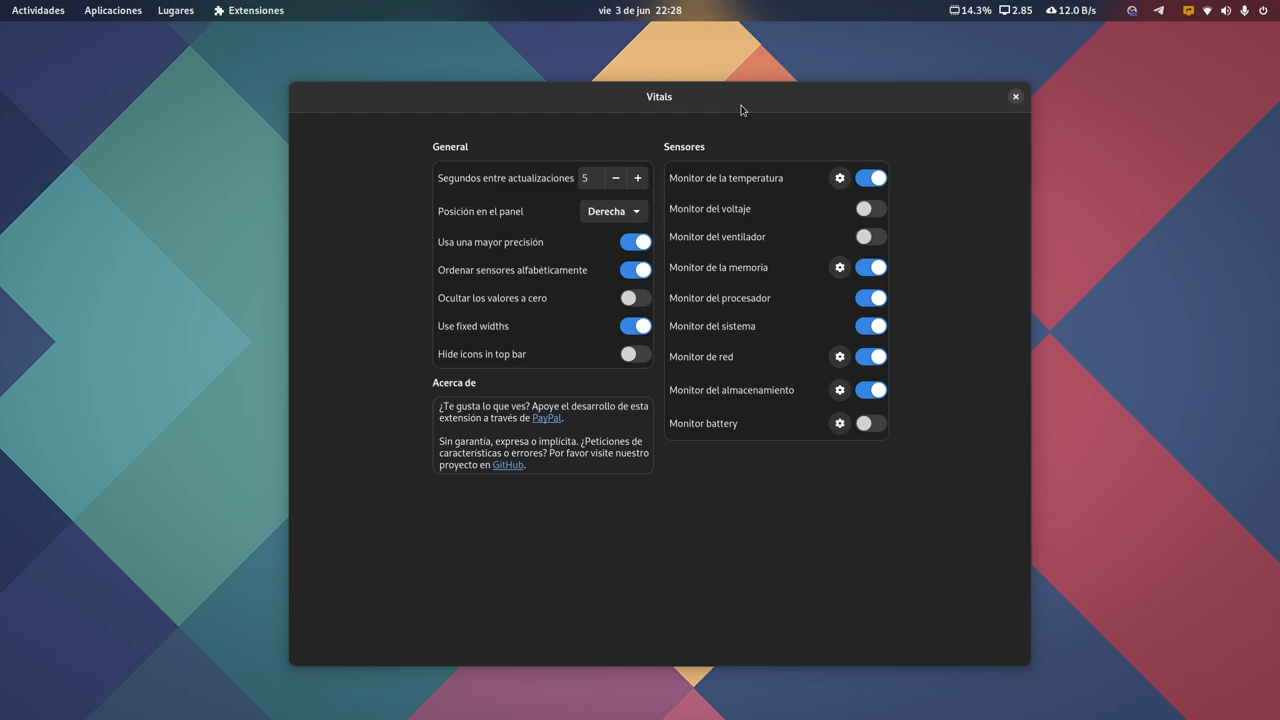 Actividades Aplicaciones Lugares Extensiones vie 3 de jun 22:28 14.3% 2.85 12.0 B/s
Vitals
General
Segundos entre actualizaciones 5
Posición en el panel Derecha
Usa una mayor precisión
Ordenar sensores alfabéticamente
Ocultar los valores a cero
Use fixed widths
Hide icons in top bar
Acerca de
¿Te gusta lo que ves? Apoye el desarrollo de esta
extensión a través de PayPal.
Sin garantía, expresa o implícita. ¿Peticiones de
características o errores? Por favor visite nuestro
proyecto en GitHub.
Sensores
Monitor de la temperatura
Monitor del voltaje
Monitor del ventilador
Monitor de la memoria
Monitor del procesador
Monitor del sistema
Monitor de red
Monitor del almacenamiento
Monitor battery